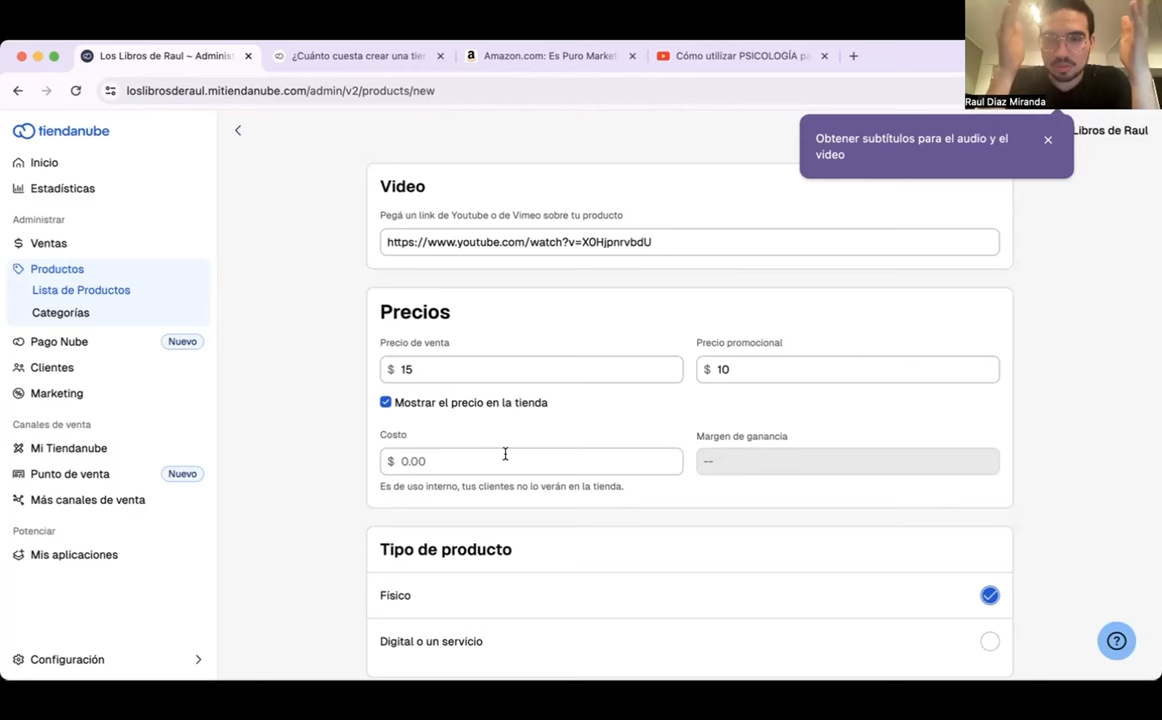 Los Libros de Raul ~ Adminis
¿Cuánto cuesta crear una tie
Amazon.com: Es Puro Market
Cómo utilizar PSICOLOGÍA pa
loslibrosderaul.mitiendanube.com/admin/v2/products/new
Raul Diaz Miranda
tiendanube
Obtener subtítulos para el audio y el
video
Libros de Raul
Inicio
Estadísticas
Administrar
Ventas
Productos
Lista de Productos
Categorías
Pago Nube Nuevo
Clientes
Marketing
Canales de venta
Mi Tiendanube
Punto de venta Nuevo
Más canales de venta
Potenciar
Mis aplicaciones
Configuración
Video
Pegá un link de Youtube o de Vimeo sobre tu producto
https://www.youtube.com/watch?v=X0HjpnrvbdU
Precios
Precio de venta Precio promocional
$ 15 $ 10
Mostrar el precio en la tienda
Costo Margen de ganancia
$ 0.00 --
Es de uso interno, tus clientes no lo verán en la tienda.
Tipo de producto
Físico
Digital o un servicio